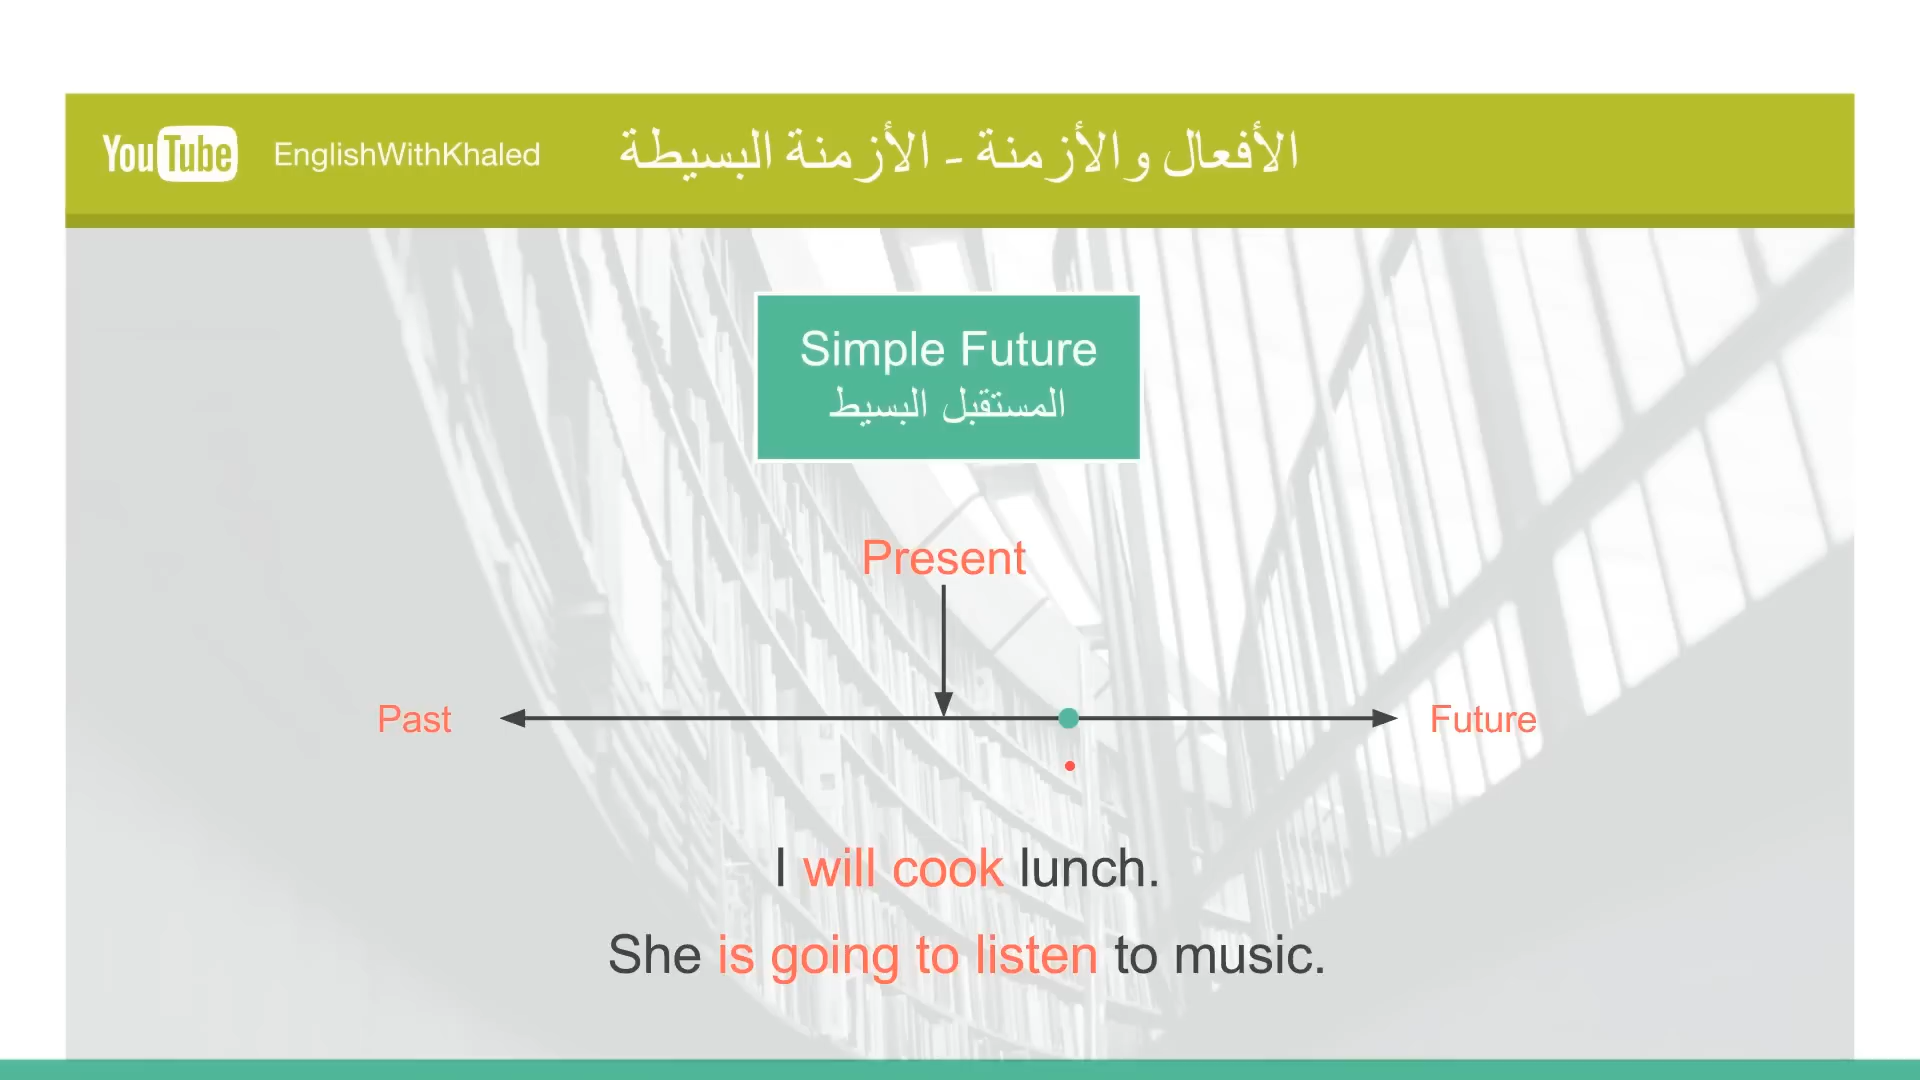 YouTube EnglishWithKhaled الأفعال والأزمنة - الأزمنة البسيطة
Simple Future
المستقبل البسيط
Present
Past Future
I will cook lunch.
She is going to listen to music.